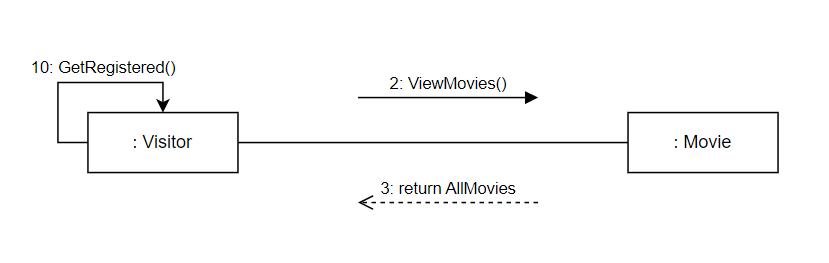 10: GetRegistered()
2: ViewMovies()
: Visitor
: Movie
3: return AllMovies